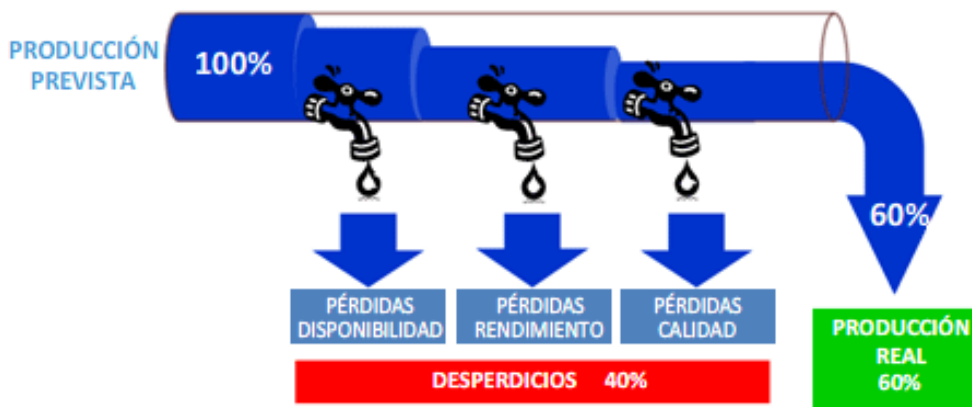 PRODUCCIÓN
PREVISTA
100%
60%
PÉRDIDAS
DISPONIBILIDAD
PÉRDIDAS
RENDIMIENTO
PÉRDIDAS
CALIDAD
DESPERDICIOS 40%
PRODUCCIÓN
REAL
60%